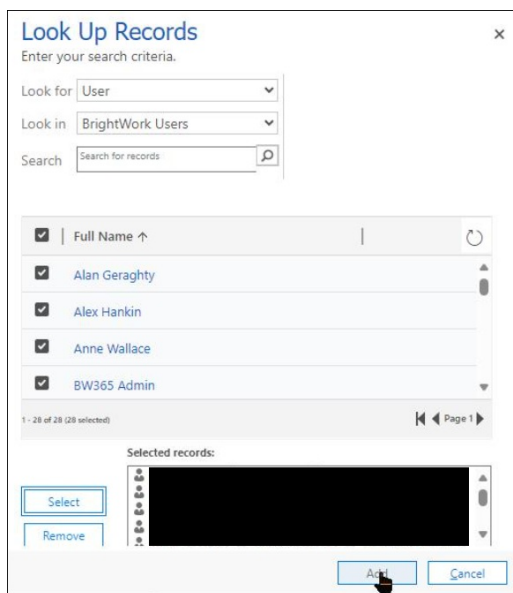 Look Up Records
Enter your search criteria.
Look for User
Look in BrightWork Users
Search Search for records
Full Name ↑
Alan Geraghty
Alex Hankin
Anne Wallace
BW365 Admin
1 - 28 of 28 (28 selected)
Page 1
Selected records:
Select
Remove
Add Cancel